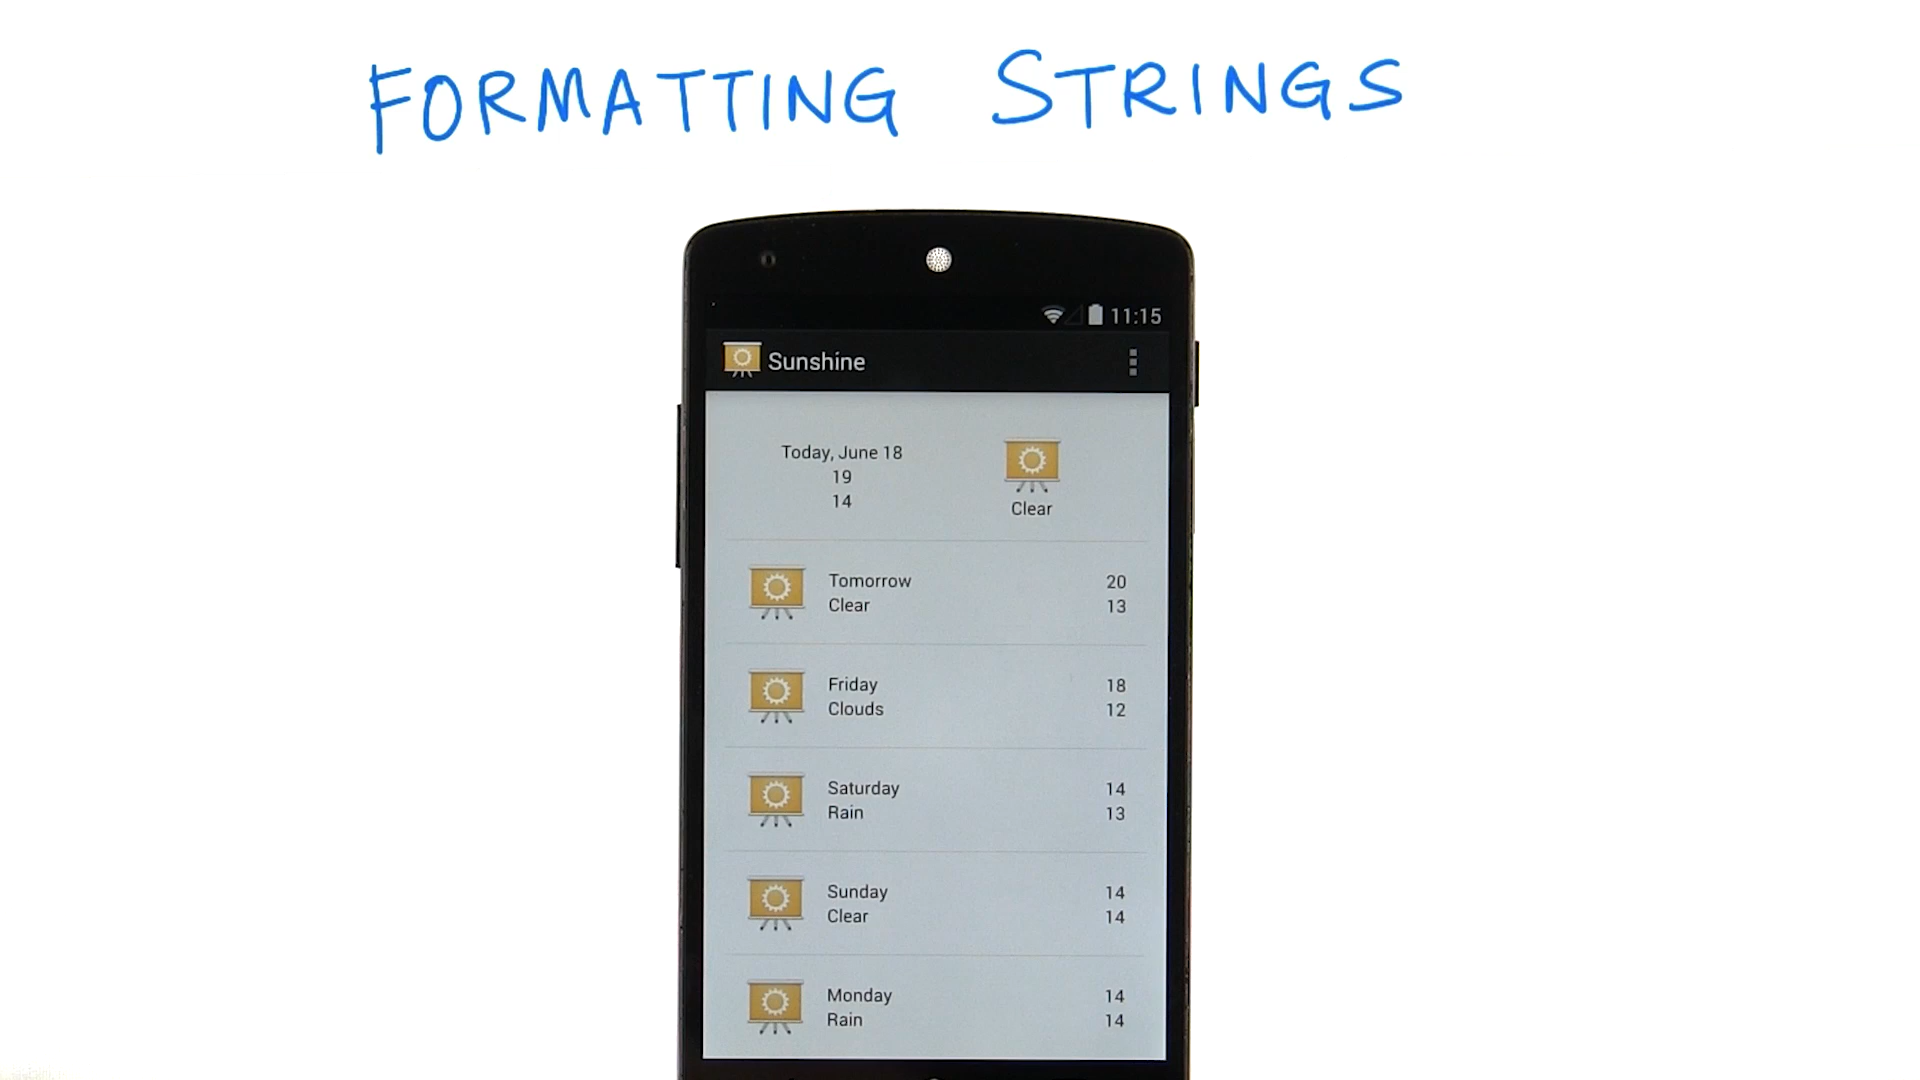 FORMATTING STRINGS
11:15
Sunshine
Today, June 18
19
14
Clear
Tomorrow 20
Clear 13
Friday 18
Clouds 12
Saturday 14
Rain 13
Sunday 14
Clear 14
Monday 14
Rain 14